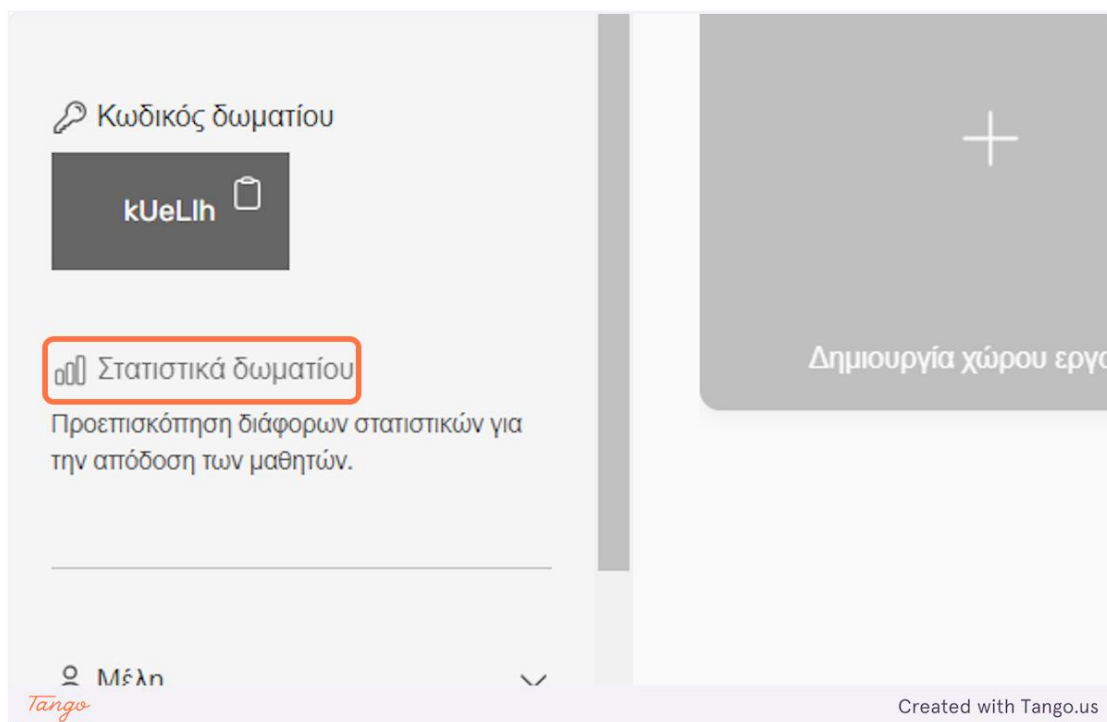 Κωδικός δωματίου
kUeLlh
Στατιστικά δωματίου
Προεπισκόπηση διάφορων στατιστικών για
την απόδοση των μαθητών.
Δημιουργία χώρου εργο
Μέλη
Tango
Created with Tango.us